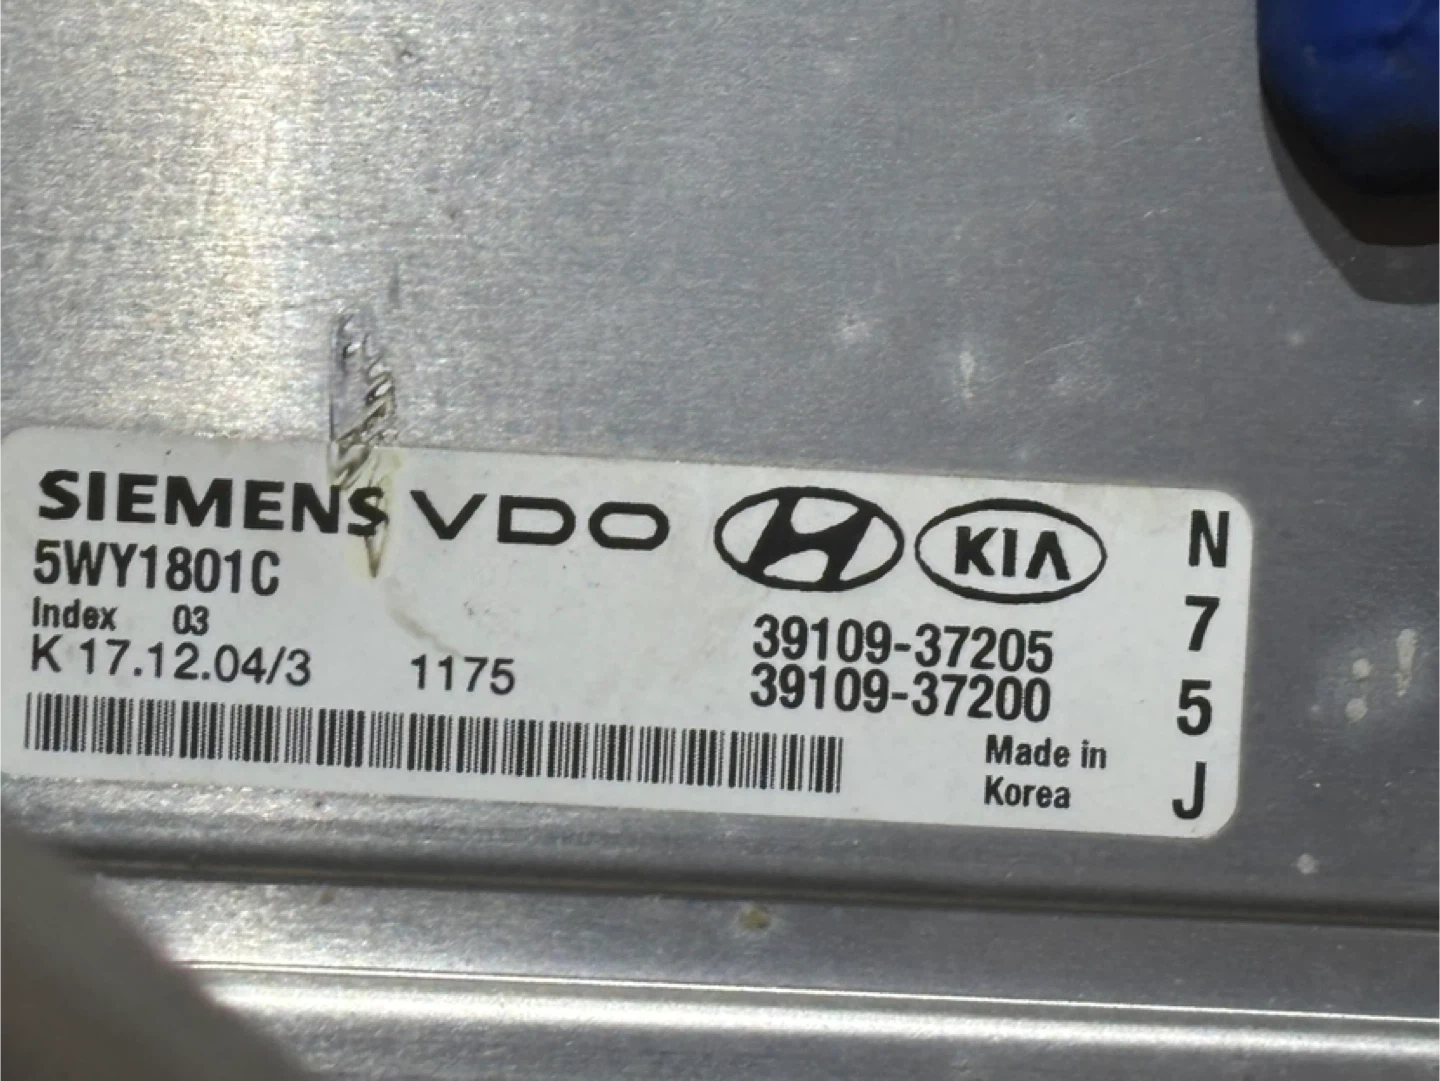 SIEMENS VDO KIA
5WY1801C
Index 03
K 17.12.04/3 1175
39109-37205
39109-37200
Made in
Korea
N
7
5
J